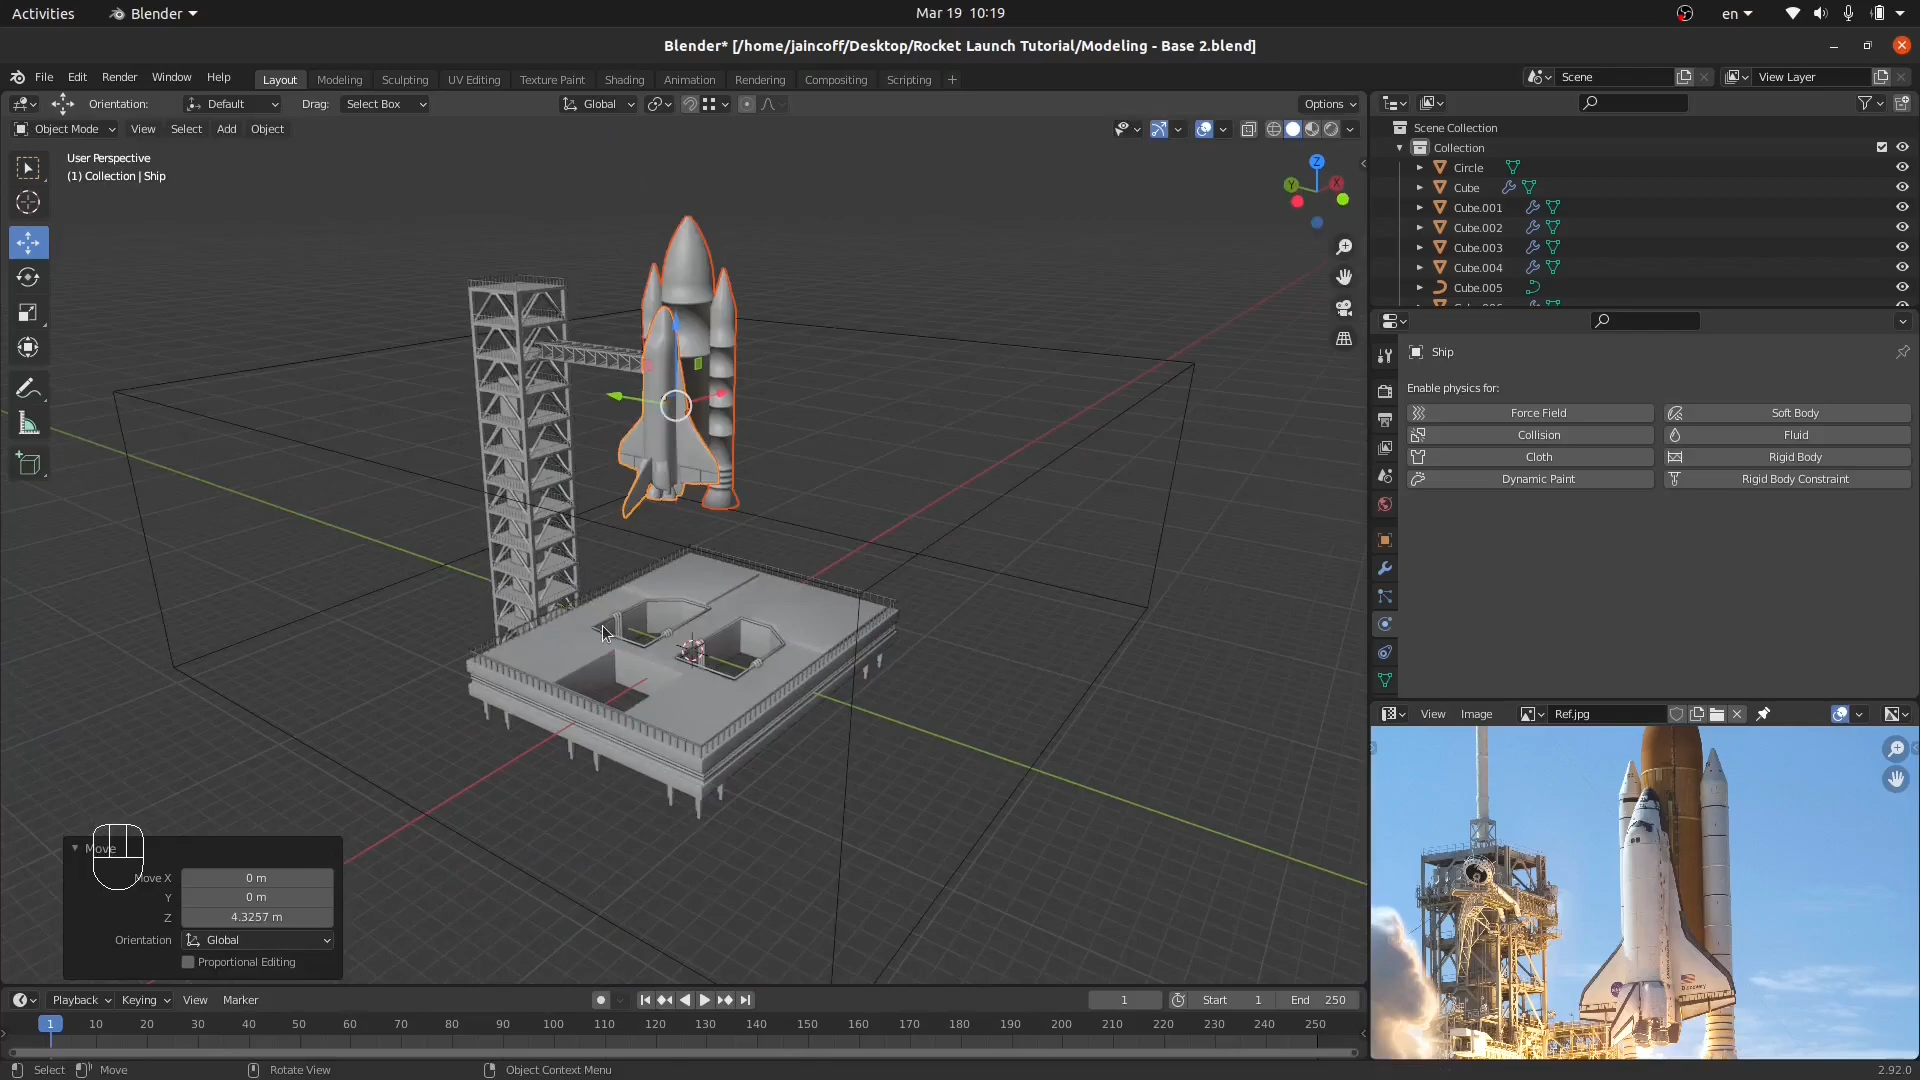 Activities Blender Mar 19 10:19 en
Blender* [/home/jaincoff/Desktop/Rocket Launch Tutorial/Modeling - Base 2.blend]
File Edit Render Window Help Layout Modeling Sculpting UV Editing Texture Paint Shading Animation Rendering Compositing Scripting + Scene View Layer
Orientation: Default Drag: Select Box Global Options
Object Mode View Select Add Object
User Perspective
(1) Collection | Ship
Z
Y X
Scene Collection
Collection
Circle
Cube
Cube.001
Cube.002
Cube.003
Cube.004
Cube.005
Ship
Enable physics for:
Force Field Soft Body
Collision Fluid
Cloth Rigid Body
Dynamic Paint Rigid Body Constraint
View Image Ref.jpg
Discovery
Move
Move X 0 m
Y 0 m
Z 4.3257 m
Orientation Global
Proportional Editing
Playback Keying View Marker 1 Start 1 End 250
1 10 20 30 40 50 60 70 80 90 100 110 120 130 140 150 160 170 180 190 200 210 220 230 240 250
Select Move Rotate View Object Context Menu 2.92.0